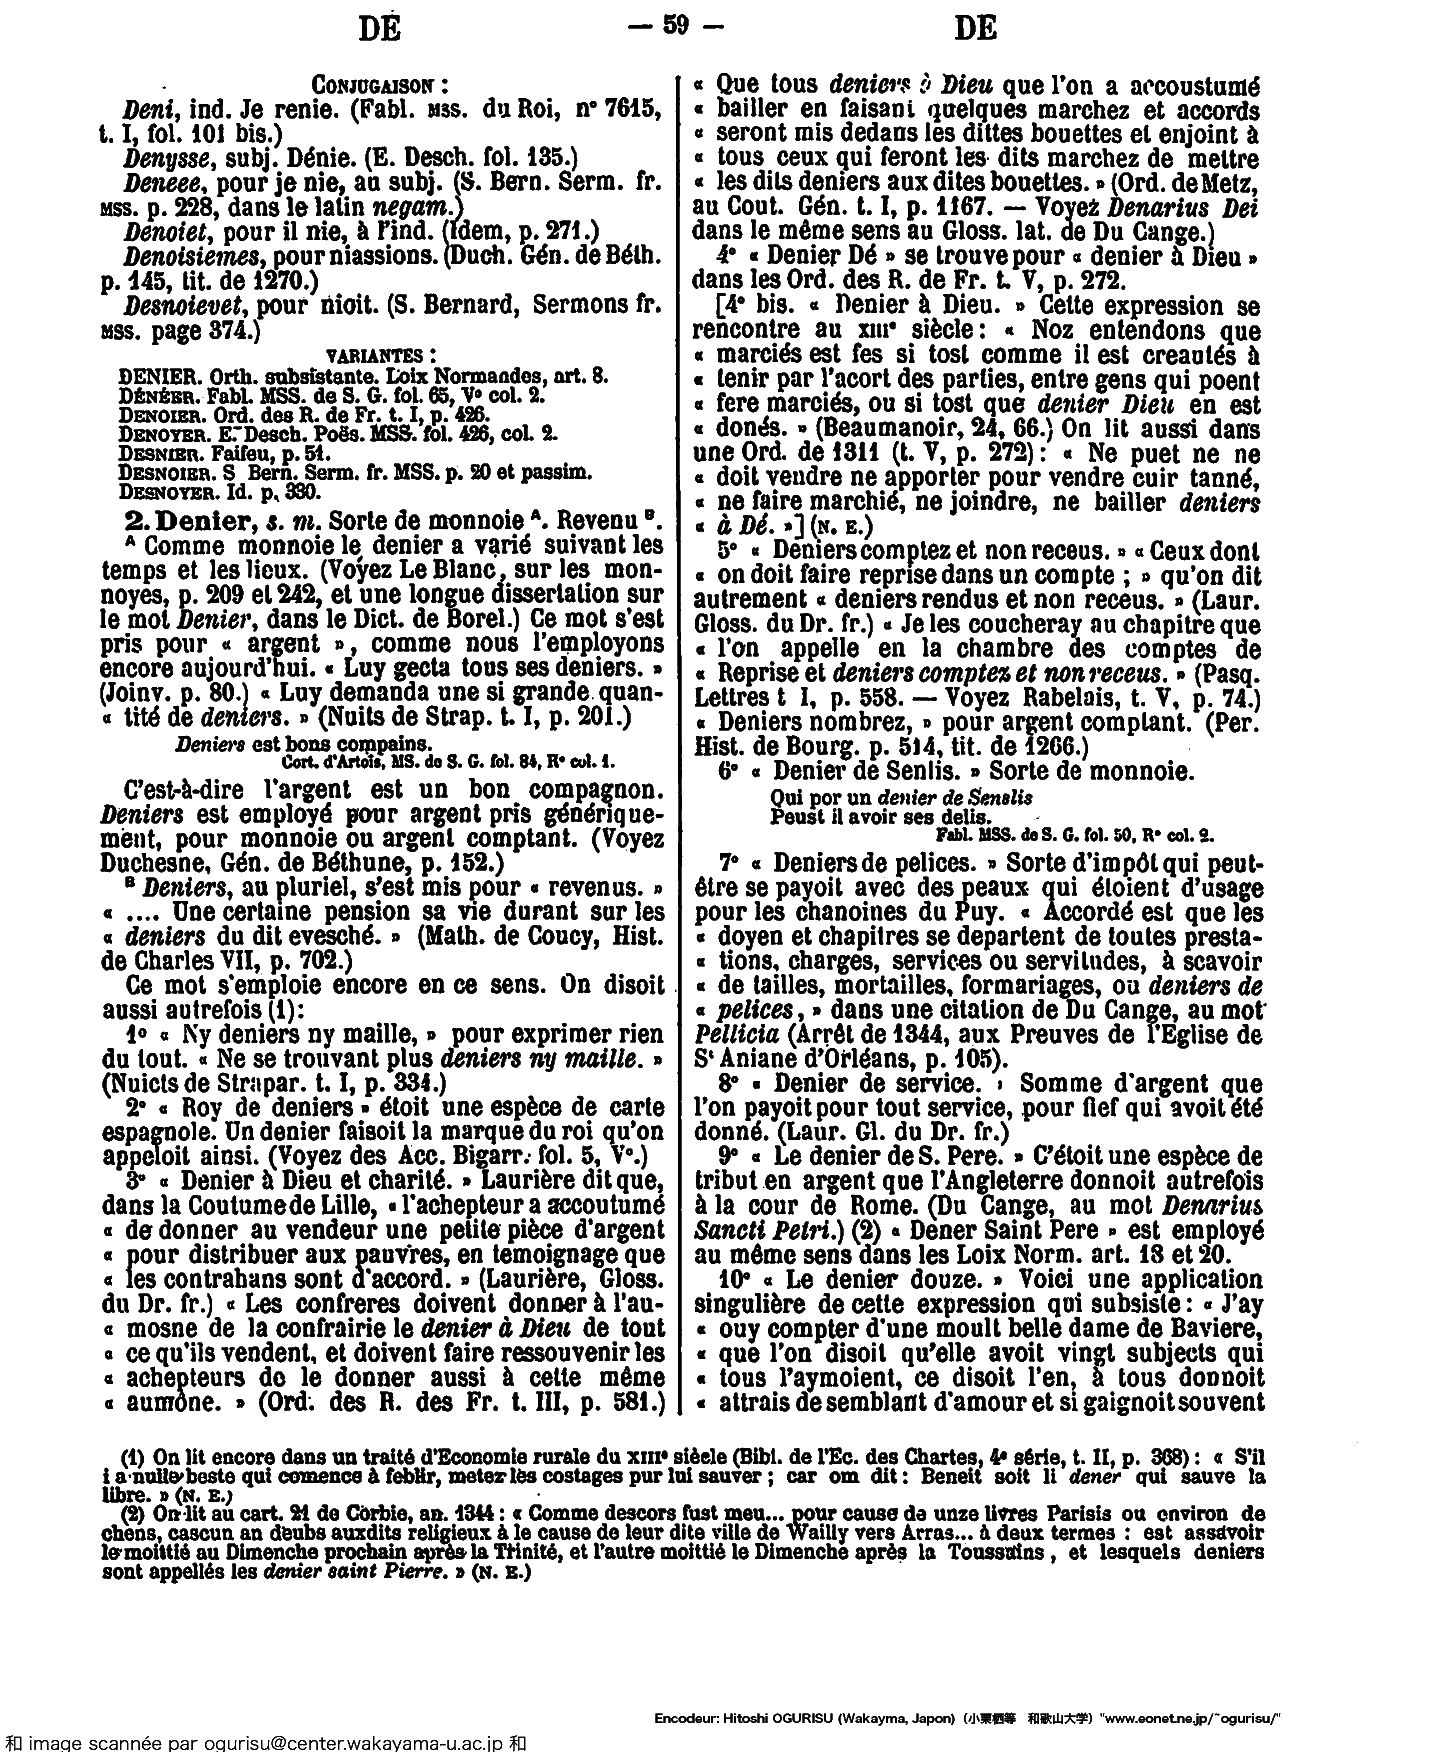 DÉ
— 59 —
DE
CONJUGAISON :
Deni, ind. Je renie. (Fabl. MSS. du Roi, n° 7615,
t. I, fol. 101 bis.)
Denysse, subj. Dénie. (E. Desch. fol. 135.)
Deneee, pour je nie, au subj. (S. Bern. Serm. fr.
MSS. p. 228, dans le latin negam.)
Denoiet, pour il nie, à l'ind. (Idem, p. 271.)
Denoisiemes, pour niassions. (Duch. Gén. de Béth.
p. 145, tit. de 1270.)
Desnoievet, pour nioit. (S. Bernard, Sermons fr.
MSS. page 374.)
VARIANTES :
DENIER. Orth. subsistante. Loix Normandes, art. 8.
DÉNÉER. Fabl. MSS. de S. G. fol. 65, V° col. 2.
DENOIER. Ord. des R. de Fr. t. I, p. 426.
DENOYER. E. Desch. Poës. MSS. fol. 426, col. 2.
DESNIER. Faifeu, p. 51.
DESNOIER. S Bern. Serm. fr. MSS. p. 20 et passim.
DESNOYER. Id. p. 330.
2. Denier, s. m. Sorte de monnoie ᴬ. Revenu ᴮ.
ᴬ Comme monnoie le denier a varié suivant les
temps et les lieux. (Voyez Le Blanc, sur les mon-
noyes, p. 209 et 242, et une longue dissertation sur
le mot Denier, dans le Dict. de Borel.) Ce mot s'est
pris pour « argent », comme nous l'employons
encore aujourd'hui. « Luy gecta tous ses deniers. »
(Joinv. p. 80.) « Luy demanda une si grande quan-
« tité de deniers. » (Nuits de Strap. t. I, p. 201.)
Deniers est bons compains.
Cort. d'Artois, MS. de S. G. fol. 84, R° col. 1.
C'est-à-dire l'argent est un bon compagnon.
Deniers est employé pour argent pris générique-
ment, pour monnoie ou argent comptant. (Voyez
Duchesne, Gén. de Béthune, p. 152.)
ᴮ Deniers, au pluriel, s'est mis pour « revenus. »
« .... Une certaine pension sa vie durant sur les
« deniers du dit evesché. » (Math. de Coucy, Hist.
de Charles VII, p. 702.)
Ce mot s'emploie encore en ce sens. On disoit
aussi autrefois (1):
1° « Ny deniers ny maille, » pour exprimer rien
du tout. « Ne se trouvant plus deniers ny maille. »
(Nuicts de Strapar. t. I, p. 334.)
2° « Roy de deniers » étoit une espèce de carte
espagnole. Un denier faisoit la marque du roi qu'on
appeloit ainsi. (Voyez des Acc. Bigarr. fol. 5, V°.)
3° « Denier à Dieu et charité. » Laurière dit que,
dans la Coutume de Lille, « l'achepteur a accoutumé
« de donner au vendeur une petite pièce d'argent
« pour distribuer aux pauvres, en temoignage que
« les contrahans sont d'accord. » (Laurière, Gloss.
du Dr. fr.) « Les confreres doivent donner à l'au-
« mosne de la confrairie le denier à Dieu de tout
« ce qu'ils vendent, et doivent faire ressouvenir les
« achepteurs de le donner aussi à cette même
« aumône. » (Ord. des R. des Fr. t. III, p. 581.)
« Que tous deniers à Dieu que l'on a accoustumé
« bailler en faisant quelques marchez et accords
« seront mis dedans les dittes bouettes et enjoint à
« tous ceux qui feront les dits marchez de mettre
« les dits deniers aux dites bouettes. » (Ord. de Metz,
au Cout. Gén. t. I, p. 1167. — Voyez Denarius Dei
dans le même sens au Gloss. lat. de Du Cange.)
4° « Denier Dé » se trouve pour « denier à Dieu »
dans les Ord. des R. de Fr. t. V, p. 272.
[4° bis. « Denier à Dieu. » Cette expression se
rencontre au XIIIᵉ siècle : « Noz entendons que
« marciés est fes si tost comme il est creantés à
« tenir par l'acort des parties, entre gens qui poent
« fere marciés, ou si tost que denier Dieu en est
« donés. » (Beaumanoir, 24, 66.) On lit aussi dans
une Ord. de 1311 (t. V, p. 272) : « Ne puet ne ne
« doit vendre ne apporter pour vendre cuir tanné,
« ne faire marchié, ne joindre, ne bailler deniers
« à Dé. »] (N. E.)
5° « Deniers comptez et non receus. » « Ceux dont
« on doit faire reprise dans un compte ; » qu'on dit
autrement « deniers rendus et non receus. » (Laur.
Gloss. du Dr. fr.) « Je les coucheray au chapitre que
« l'on appelle en la chambre des comptes de
« Reprise et deniers comptez et non receus. » (Pasq.
Lettres t I, p. 558. — Voyez Rabelais, t. V, p. 74.)
« Deniers nombrez, » pour argent comptant. (Per.
Hist. de Bourg. p. 514, tit. de 1266.)
6° « Denier de Senlis. » Sorte de monnoie.
Qui por un denier de Senslis
Peust il avoir ses delis.
Fabl. MSS. de S. G. fol. 50, R° col. 2.
7° « Deniers de pelices. » Sorte d'impôt qui peut-
être se payoit avec des peaux qui étoient d'usage
pour les chanoines du Puy. « Accordé est que les
« doyen et chapitres se departent de toutes presta-
« tions, charges, services ou servitudes, à scavoir
« de tailles, mortailles, formariages, ou deniers de
« pelices, » dans une citation de Du Cange, au mot
Pellicia (Arrêt de 1344, aux Preuves de l'Eglise de
Sᵗ Aniane d'Orléans, p. 105).
8° « Denier de service. » Somme d'argent que
l'on payoit pour tout service, pour fief qui avoit été
donné. (Laur. Gl. du Dr. fr.)
9° « Le denier de S. Pere. » C'étoit une espèce de
tribut en argent que l'Angleterre donnoit autrefois
à la cour de Rome. (Du Cange, au mot Denarius
Sancti Petri.) (2) « Dener Saint Pere » est employé
au même sens dans les Loix Norm. art. 18 et 20.
10° « Le denier douze. » Voici une application
singulière de cette expression qui subsiste : « J'ay
« ouy compter d'une moult belle dame de Baviere,
« que l'on disoit qu'elle avoit vingt subjects qui
« tous l'aymoient, ce disoit l'en, à tous donnoit
« attrais de semblant d'amour et si gaignoit souvent
(1) On lit encore dans un traité d'Economie rurale du XIIIᵉ siècle (Bibl. de l'Ec. des Chartes, 4ᵉ série, t. II, p. 368) : « S'il
i a nulle beste qui comence à feblir, metez les costages pur lui sauver ; car om dit : Beneit soit li dener qui sauve la
libre. » (N. E.)
(2) On lit au cart. 21 de Corbie, an. 1344 : « Comme descors fust meu... pour cause de unze livres Parisis ou environ de
chens, cascun an deubs auxdits religieux à le cause de leur dite ville de Wailly vers Arras... à deux termes : est assavoir
le moittié au Dimenche prochain après la Trinité, et l'autre moittié le Dimenche après la Toussains, et lesquels deniers
sont appellés les denier saint Pierre. » (N. E.)
Encodeur: Hitoshi OGURISU (Wakayma, Japon) (小栗栖等 和歌山大学) "www.eonet.ne.jp/~ogurisu/"
和 image scannée par ogurisu@center.wakayama-u.ac.jp 和